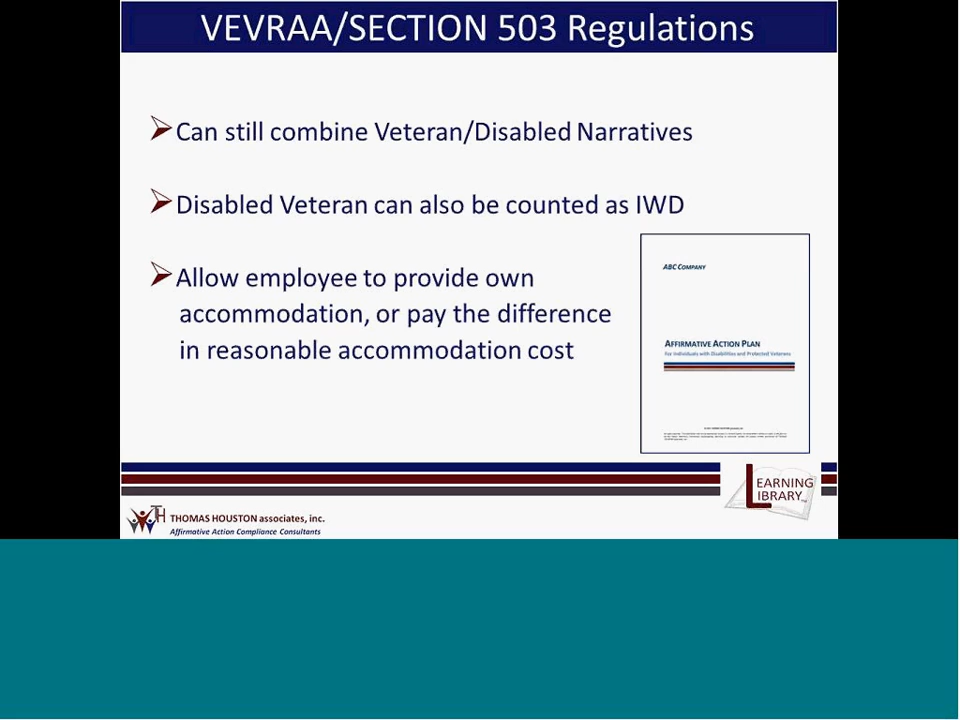 VEVRAA/SECTION 503 Regulations
Can still combine Veteran/Disabled Narratives
Disabled Veteran can also be counted as IWD
Allow employee to provide own
accommodation, or pay the difference
in reasonable accommodation cost
ABC COMPANY
AFFIRMATIVE ACTION PLAN
For Individuals with Disabilities and Protected Veterans
LEARNING
LIBRARY
TH
THOMAS HOUSTON associates, inc.
Affirmative Action Compliance Consultants